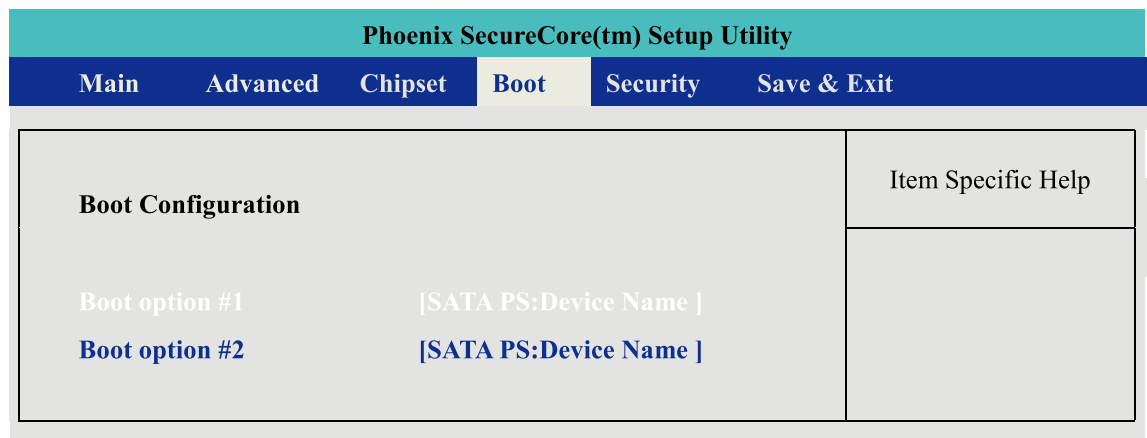 Phoenix SecureCore(tm) Setup Utility
Main Advanced Chipset Boot Security Save & Exit
Item Specific Help
Boot Configuration
Boot option #1 [SATA PS:Device Name ]
Boot option #2 [SATA PS:Device Name ]